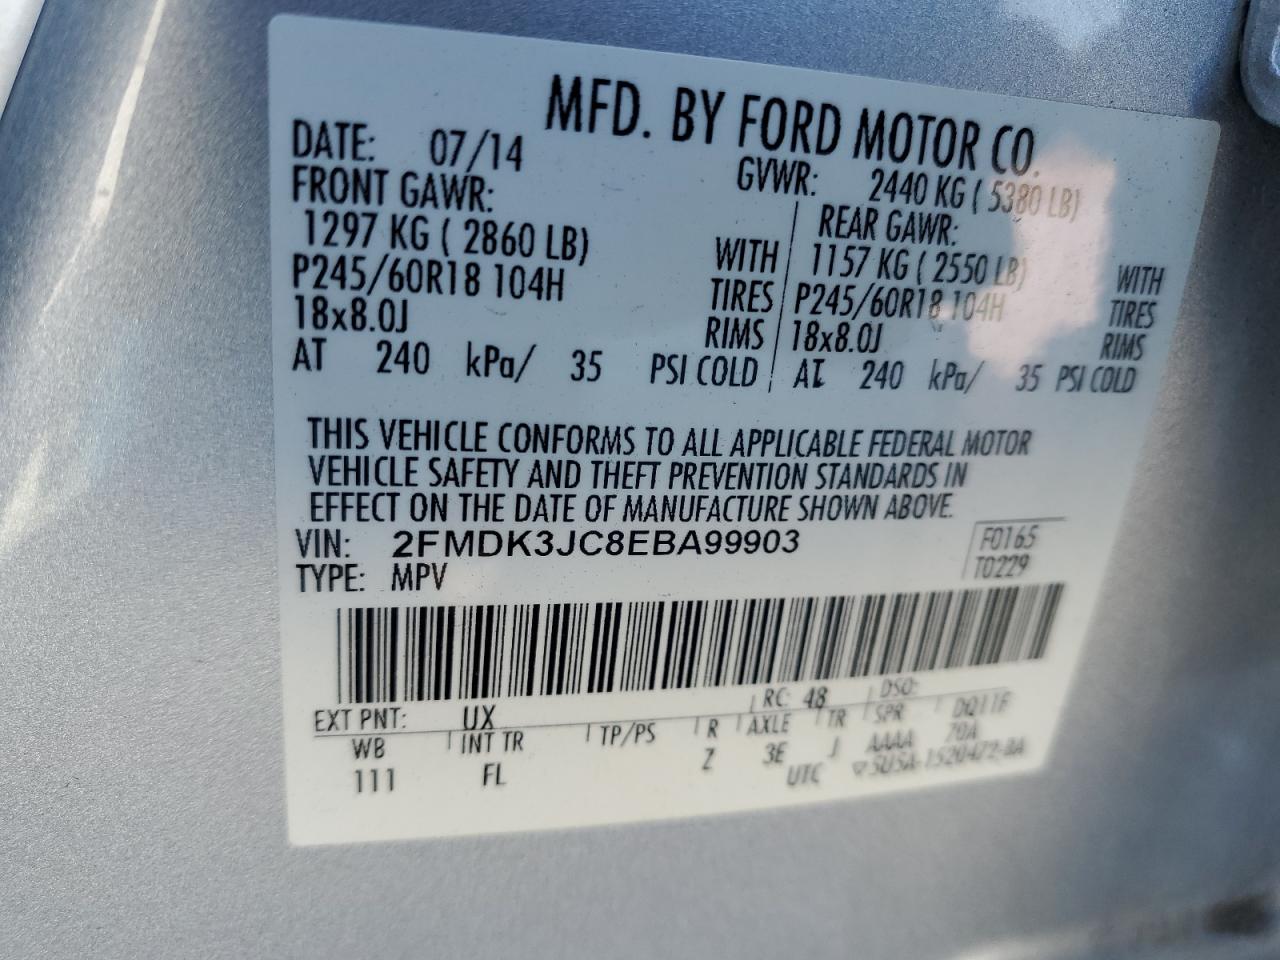 MFD. BY FORD MOTOR CO.
DATE: 07/14 GVWR: 2440 KG ( 5380 LB)
FRONT GAWR: REAR GAWR:
1297 KG ( 2860 LB) WITH 1157 KG ( 2550 LB) WITH
P245/60R18 104H TIRES P245/60R18 104H TIRES
18x8.0J RIMS 18x8.0J RIMS
AT 240 kPa/ 35 PSI COLD AT 240 kPa/ 35 PSI COLD
THIS VEHICLE CONFORMS TO ALL APPLICABLE FEDERAL MOTOR
VEHICLE SAFETY AND THEFT PREVENTION STANDARDS IN
EFFECT ON THE DATE OF MANUFACTURE SHOWN ABOVE.
VIN: 2FMDK3JC8EBA99903 F0165
TYPE: MPV T0229
EXT PNT: UX RC: 48 DSO:
WB INT TR TP/PS R AXLE TR SPR DQ11F
111 FL Z 3E J AAAA 70A
UTC